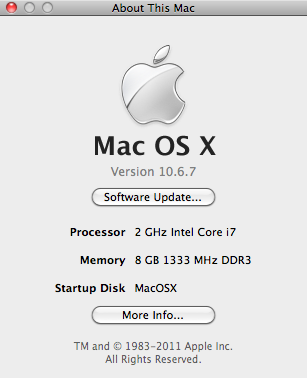 About This Mac
Mac OS X
Version 10.6.7
Software Update...
Processor 2 GHz Intel Core i7
Memory 8 GB 1333 MHz DDR3
Startup Disk MacOSX
More Info...
TM and © 1983-2011 Apple Inc.
All Rights Reserved.